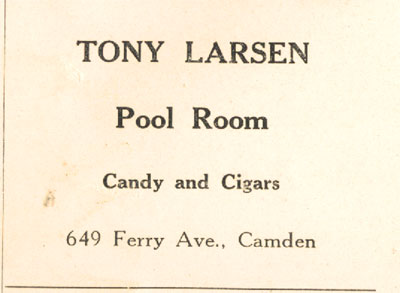 TONY LARSEN
Pool Room
Candy and Cigars
649 Ferry Ave., Camden